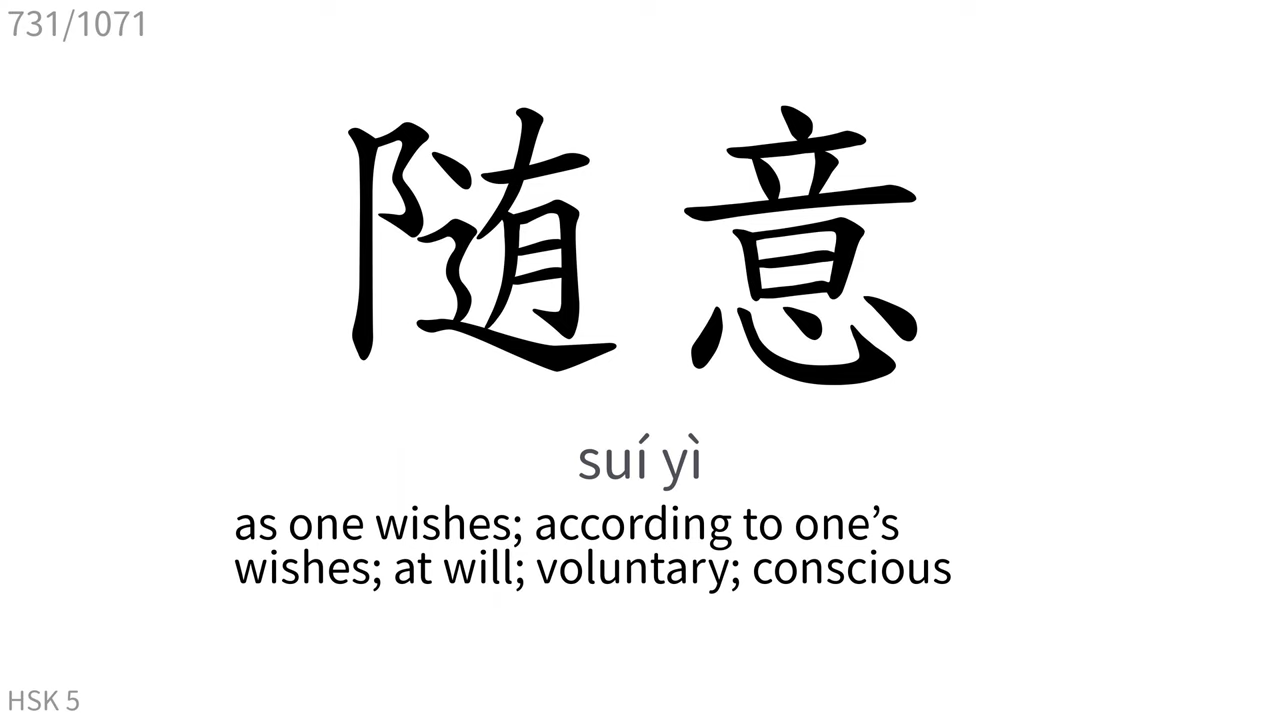 731/1071
随意
suí yì
as one wishes; according to one’s
wishes; at will; voluntary; conscious
HSK 5